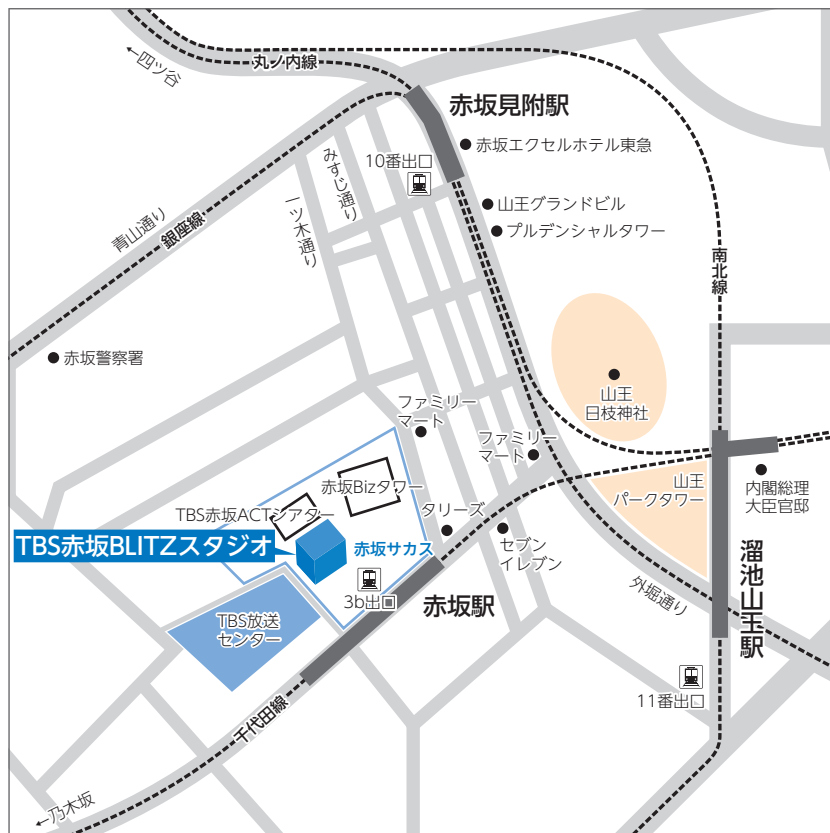 ←四ツ谷
丸ノ内線
赤坂見附駅
赤坂エクセルホテル東急
10番出口
みすじ通り
一ツ木通り
山王グランドビル
プルデンシャルタワー
青山通り
銀座線
南北線
赤坂警察署
山王
日枝神社
ファミリー
マート
ファミリー
マート
赤坂Bizタワー
山王
パークタワー
内閣総理
大臣官邸
TBS赤坂ACTシアター
タリーズ
TBS赤坂BLITZスタジオ
赤坂サカス
セブン
イレブン
3b出口
赤坂駅
外堀通り
溜池山王駅
TBS放送
センター
11番出口
千代田線
←乃木坂